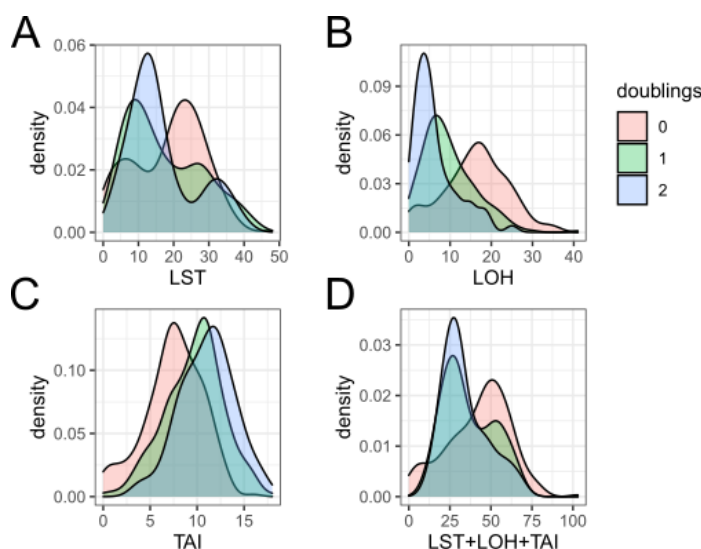 A
0.06
0.04
0.02
0.00
density
0 10 20 30 40 50
LST
B
0.09
0.06
0.03
0.00
density
0 10 20 30 40
LOH
doublings
0
1
2
C
0.10
0.05
0.00
density
0 5 10 15
TAI
D
0.03
0.02
0.01
0.00
density
0 25 50 75 100
LST+LOH+TAI